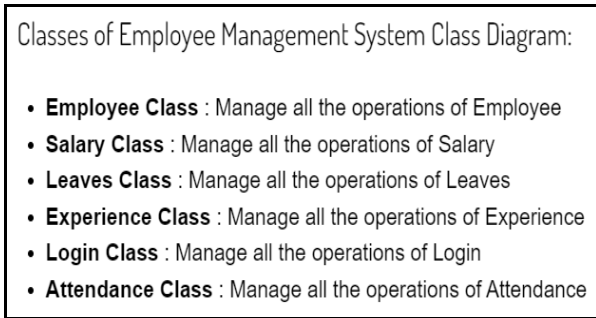 Classes of Employee Management System Class Diagram:
• Employee Class : Manage all the operations of Employee
• Salary Class : Manage all the operations of Salary
• Leaves Class : Manage all the operations of Leaves
• Experience Class : Manage all the operations of Experience
• Login Class : Manage all the operations of Login
• Attendance Class : Manage all the operations of Attendance